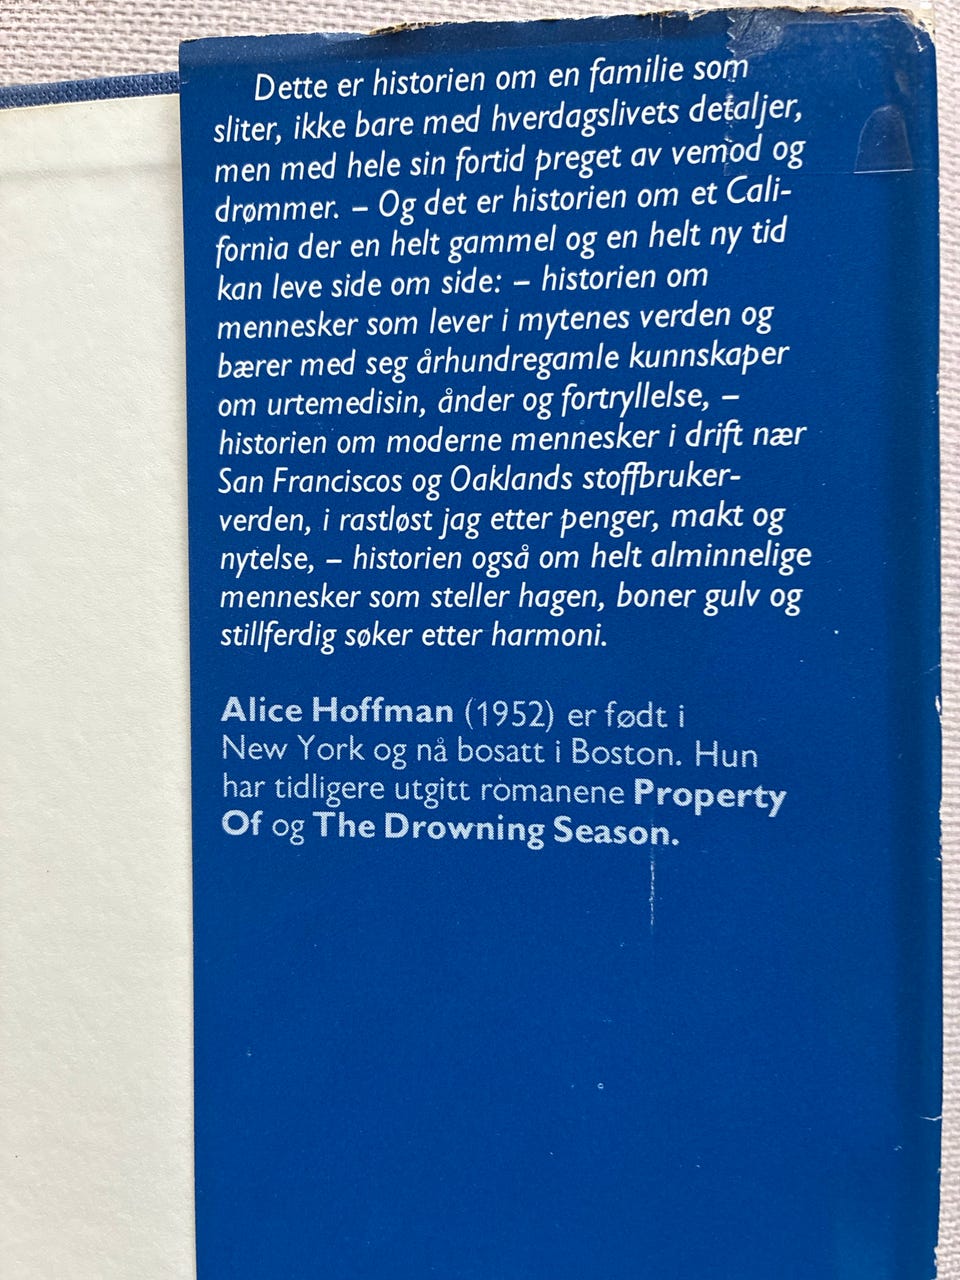 Dette er historien om en familie som
sliter, ikke bare med hverdagslivets detaljer,
men med hele sin fortid preget av vemod og
drømmer. – Og det er historien om et Cali-
fornia der en helt gammel og en helt ny tid
kan leve side om side: – historien om
mennesker som lever i mytenes verden og
bærer med seg århundregamle kunnskaper
om urtemedisin, ånder og fortryllelse, –
historien om moderne mennesker i drift nær
San Franciscos og Oaklands stoffbruker-
verden, i rastløst jag etter penger, makt og
nytelse, – historien også om helt alminnelige
mennesker som steller hagen, boner gulv og
stillferdig søker etter harmoni.
Alice Hoffman (1952) er født i
New York og nå bosatt i Boston. Hun
har tidligere utgitt romanene Property
Of og The Drowning Season.